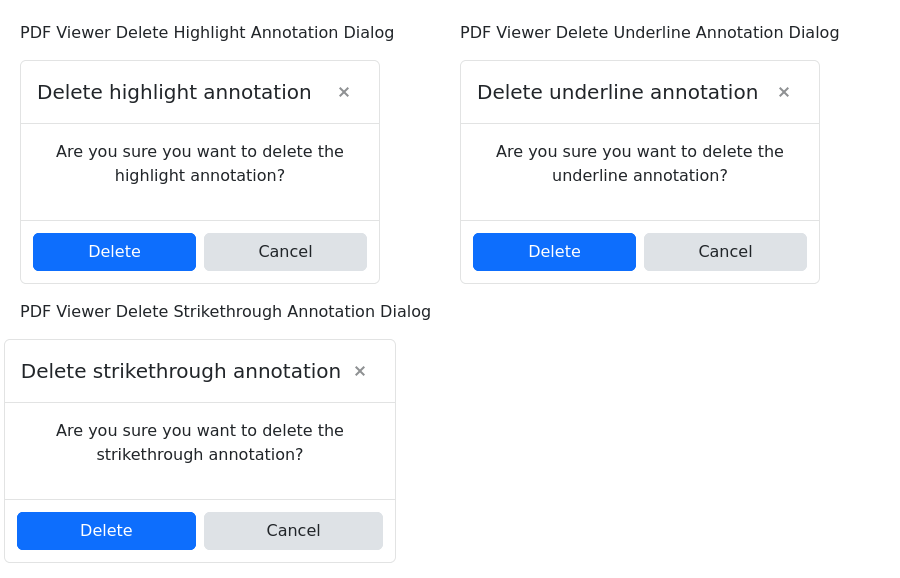 PDF Viewer Delete Highlight Annotation Dialog
Delete highlight annotation ×
Are you sure you want to delete the
highlight annotation?
Delete Cancel
PDF Viewer Delete Underline Annotation Dialog
Delete underline annotation ×
Are you sure you want to delete the
underline annotation?
Delete Cancel
PDF Viewer Delete Strikethrough Annotation Dialog
Delete strikethrough annotation ×
Are you sure you want to delete the
strikethrough annotation?
Delete Cancel